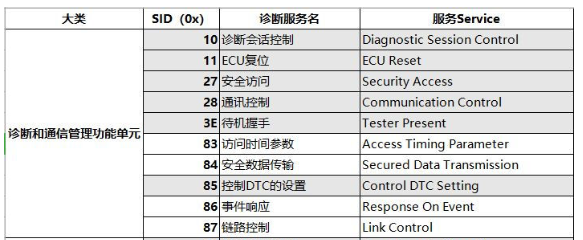 大类 SID（0x） 诊断服务名 服务Service
诊断和通信管理功能单元
10 诊断会话控制 Diagnostic Session Control
11 ECU复位 ECU Reset
27 安全访问 Security Access
28 通讯控制 Communication Control
3E 待机握手 Tester Present
83 访问时间参数 Access Timing Parameter
84 安全数据传输 Secured Data Transmission
85 控制DTC的设置 Control DTC Setting
86 事件响应 Response On Event
87 链路控制 Link Control